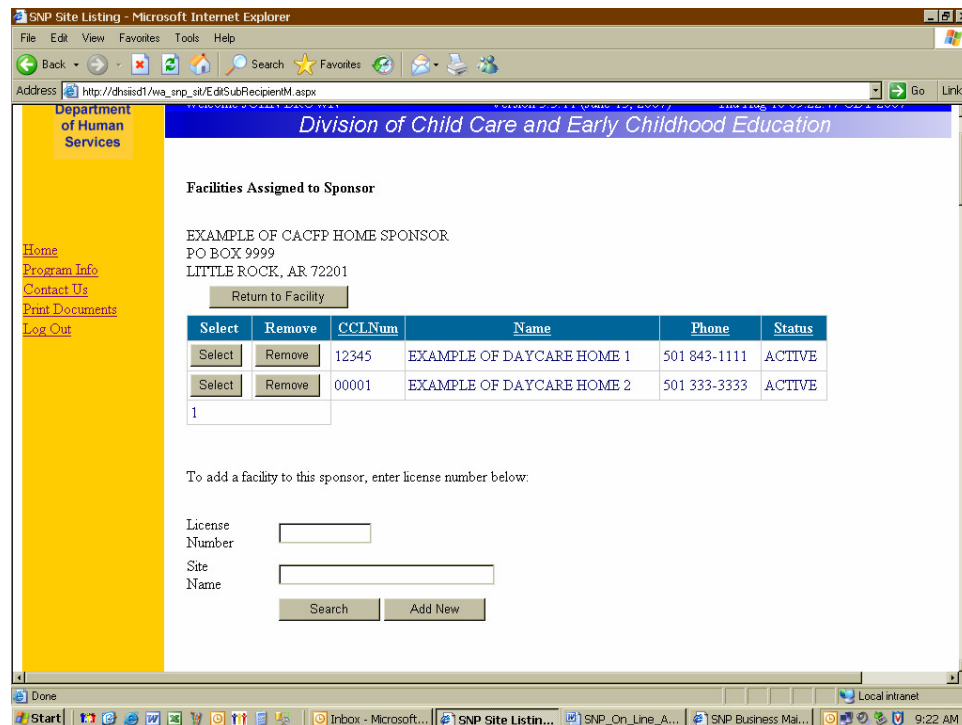 SNP Site Listing - Microsoft Internet Explorer
File Edit View Favorites Tools Help
Back Search Favorites
Address http://dhsiisd1/wa_snp_sit/EditSubRecipientM.aspx Go Link
Department
of Human
Services
Division of Child Care and Early Childhood Education
Facilities Assigned to Sponsor
EXAMPLE OF CACFP HOME SPONSOR
PO BOX 9999
LITTLE ROCK, AR 72201
Home
Program Info
Contact Us
Print Documents
Log Out
Return to Facility
Select Remove CCLNum Name Phone Status
Select Remove 12345 EXAMPLE OF DAYCARE HOME 1 501 843-1111 ACTIVE
Select Remove 00001 EXAMPLE OF DAYCARE HOME 2 501 333-3333 ACTIVE
1
To add a facility to this sponsor, enter license number below:
License
Number
Site
Name
Search Add New
Done Local intranet
Start Inbox - Microsoft... SNP Site Listin... SNP_On_Line_A... SNP Business Mai... 9:22 AM